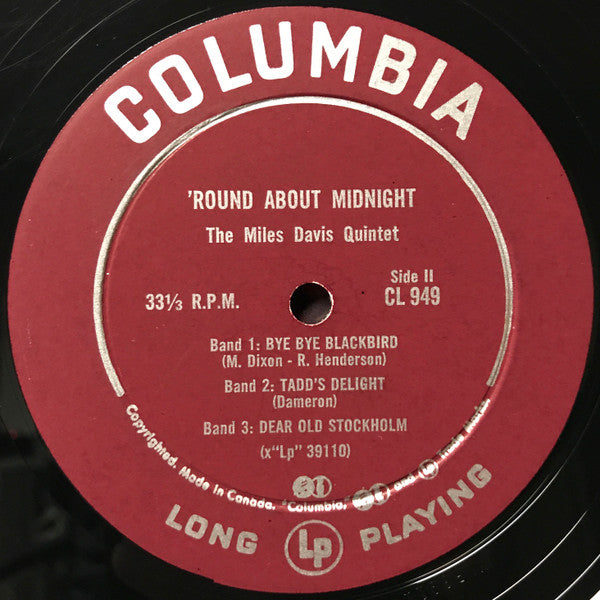 COLUMBIA
'ROUND ABOUT MIDNIGHT
The Miles Davis Quintet
33⅓ R.P.M.
Side II
CL 949
Band 1: BYE BYE BLACKBIRD
(M. Dixon - R. Henderson)
Band 2: TADD'S DELIGHT
(Dameron)
Band 3: DEAR OLD STOCKHOLM
(x"Lp" 39110)
Copyrighted. Made in Canada. "Columbia, and Lp
LONG Lp PLAYING